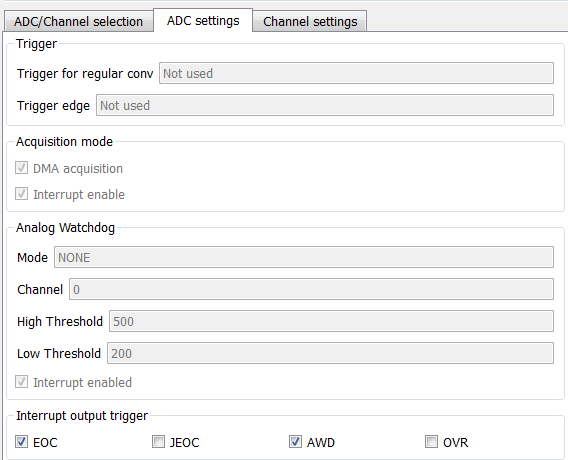 ADC/Channel selection ADC settings Channel settings
Trigger
Trigger for regular conv Not used
Trigger edge Not used
Acquisition mode
DMA acquisition
Interrupt enable
Analog Watchdog
Mode NONE
Channel 0
High Threshold 500
Low Threshold 200
Interrupt enabled
Interrupt output trigger
EOC JEOC AWD OVR